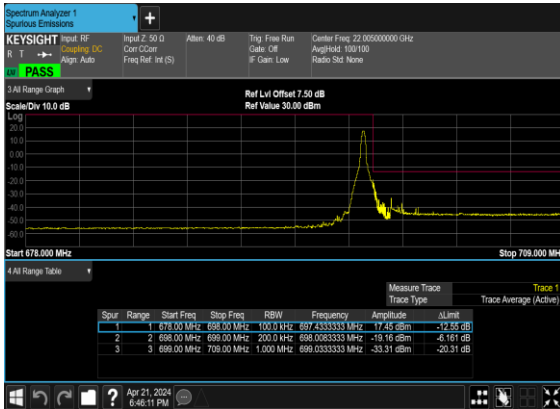 Spectrum Analyzer 1
Spurious Emissions
+
KEYSIGHT Input: RF Input Z: 50 Ω Atten: 40 dB Trig: Free Run Center Freq: 22.005000000 GHz
R T Coupling: DC Corr CCorr Gate: Off Avg|Hold: 100/100
Align: Auto Freq Ref: Int (S) IF Gain: Low Radio Std: None
PASS
3 All Range Graph
Ref Lvl Offset 7.50 dB
Scale/Div 10.0 dB Ref Value 30.00 dBm
Log
20.0
10.0
0.00
-10.0
-20.0
-30.0
-40.0
-50.0
-60.0
Start 678.000 MHz Stop 709.000 MH
4 All Range Table
Measure Trace Trace 1
Trace Type Trace Average (Active)
Spur Range Start Freq Stop Freq RBW Frequency Amplitude ΔLimit
1 1 678.00 MHz 698.00 MHz 100.0 kHz 697.4333333 MHz 17.45 dBm -12.55 dB
2 2 698.00 MHz 699.00 MHz 200.0 kHz 698.0083333 MHz -19.16 dBm -6.161 dB
3 3 699.00 MHz 709.00 MHz 1.000 MHz 699.0333333 MHz -33.31 dBm -20.31 dB
? Apr 21, 2024
6:46:11 PM